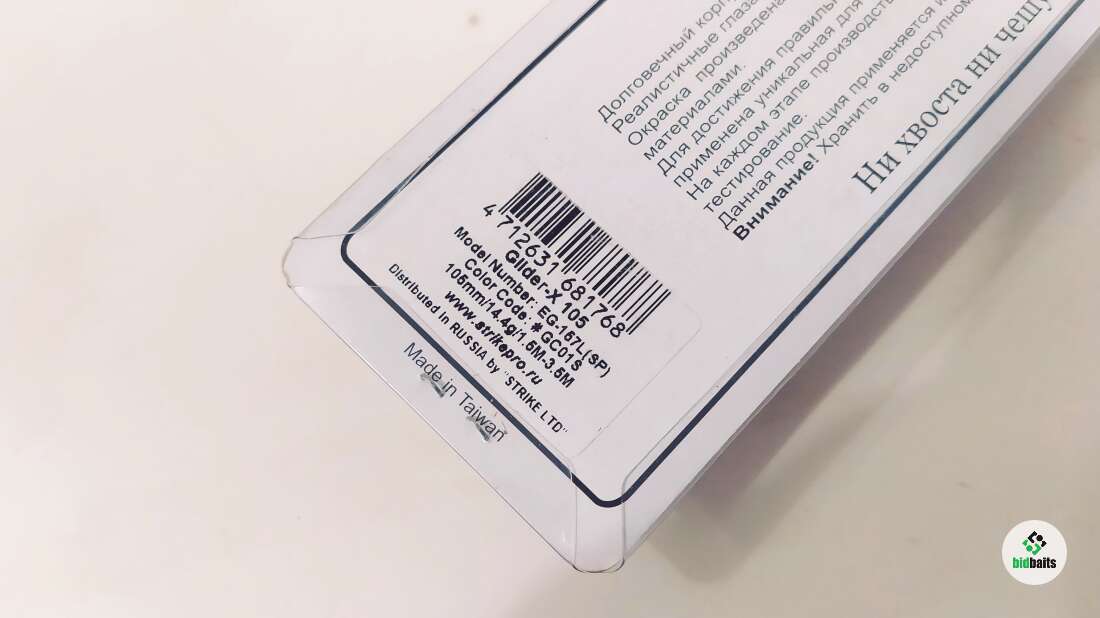 Долговечный корпу
Реалистичные глаза
Окраска произведена
материалами.
Для достижения правиль
применена уникальная для
На каждом этапе производств
тестирование.
Данная продукция применяется и
Внимание! Хранить в недоступном
Ни хвоста ни чешу
4 712631 681768
Glider-X 105
Model Number: EG-167L(SP)
Color Code: # GC01S
105mm/14.4g/1.5M-3.5M
www.strikepro.ru
Distributed in RUSSIA by "STRIKE LTD"
Made in Taiwan
bidbaits